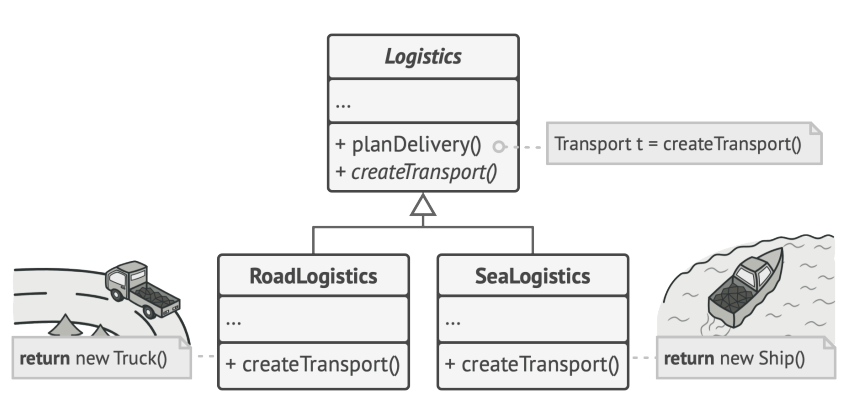 Logistics
...
+ planDelivery()
+ createTransport()
Transport t = createTransport()
RoadLogistics
...
+ createTransport()
return new Truck()
SeaLogistics
...
+ createTransport()
return new Ship()